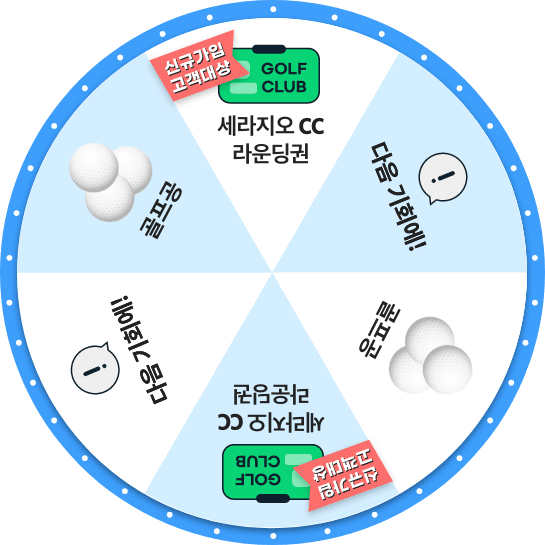 신규가입
고객대상
GOLF
CLUB
세라지오 CC
라운딩권
다음 기회에!
골프공
세라지오 CC
라운딩권
GOLF
CLUB
신규가입
고객대상
다음 기회에!
골프공